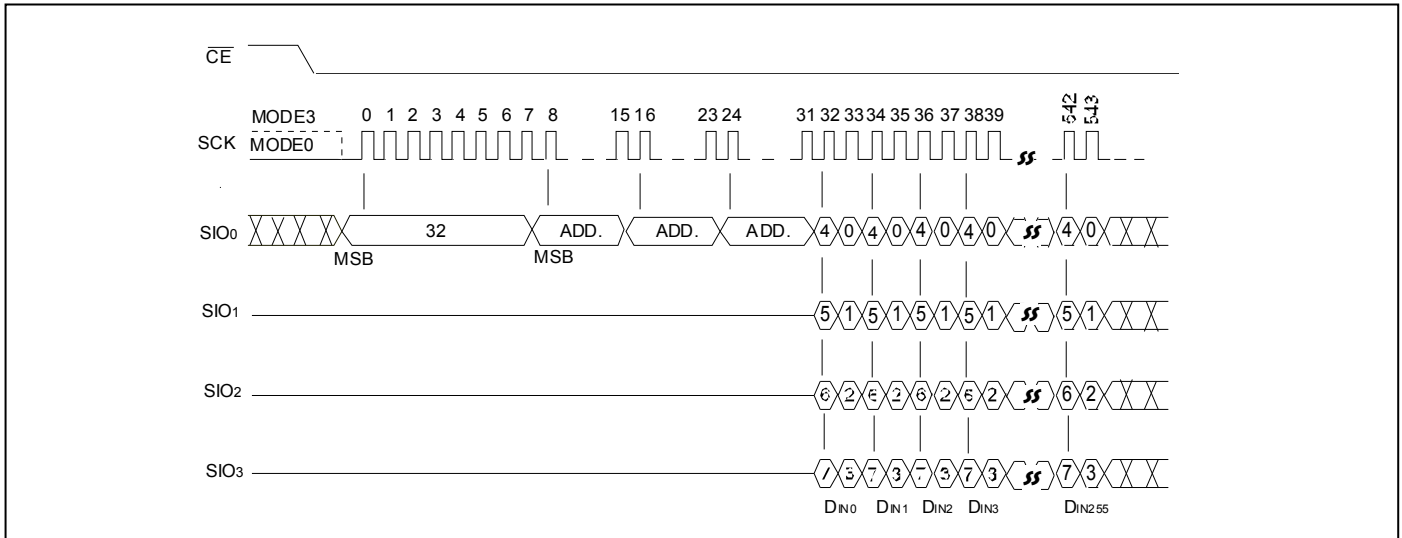 CE
MODE3 0 1 2 3 4 5 6 7 8 15 16 23 24 31 32 33 34 35 36 37 38 39 542 543
SCK MODE0
SIO0 32 ADD. ADD. ADD. 4 0 4 0 4 0 4 0 4 0
MSB MSB
SIO1 5 1 5 1 5 1 5 1 5 1
SIO2 6 2 6 2 6 2 6 2 6 2
SIO3 7 3 7 3 7 3 7 3 7 3
DIN0 DIN1 DIN2 DIN3 DIN255